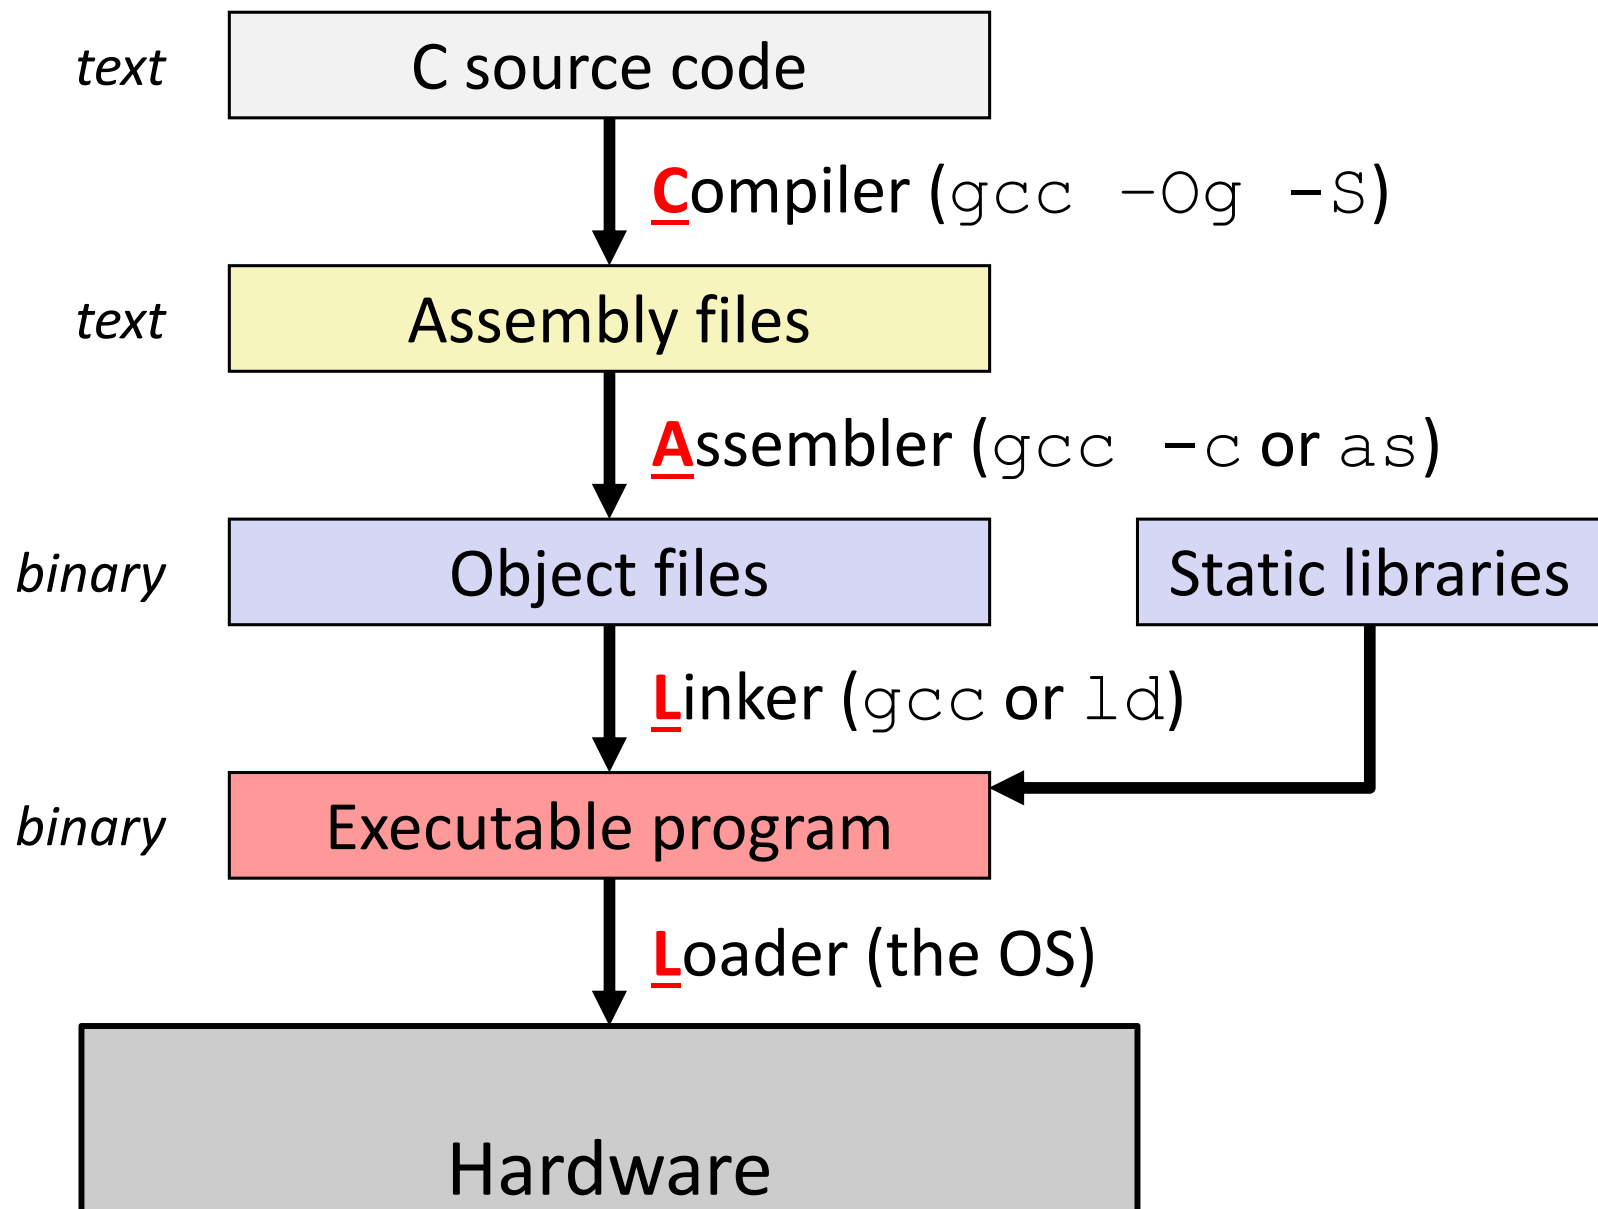 text
C source code
Compiler (gcc -Og -S)
text
Assembly files
Assembler (gcc -c or as)
binary
Object files
Static libraries
Linker (gcc or ld)
binary
Executable program
Loader (the OS)
Hardware